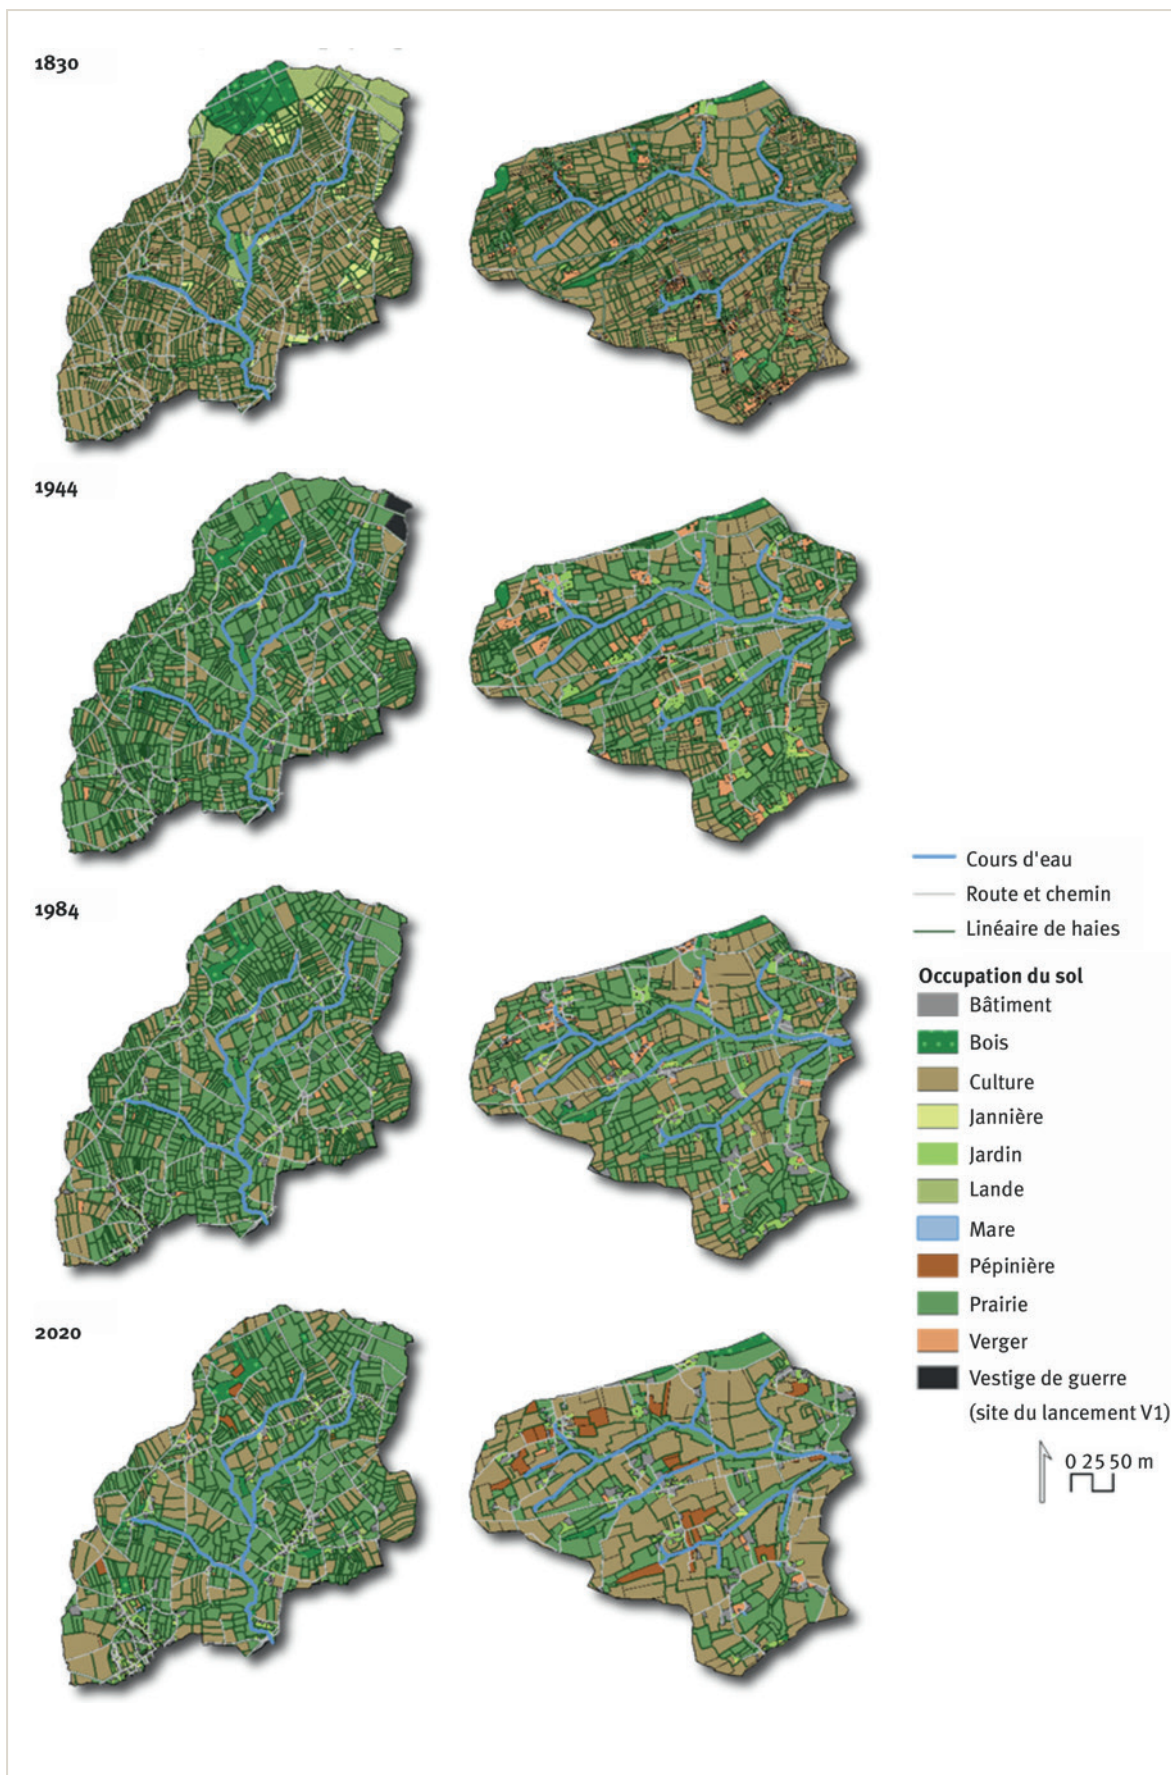 1830
1944
1984
2020
Cours d'eau
Route et chemin
Linéaire de haies
Occupation du sol
Bâtiment
Bois
Culture
Jannière
Jardin
Lande
Mare
Pépinière
Prairie
Verger
Vestige de guerre
(site du lancement V1)
0 25 50 m